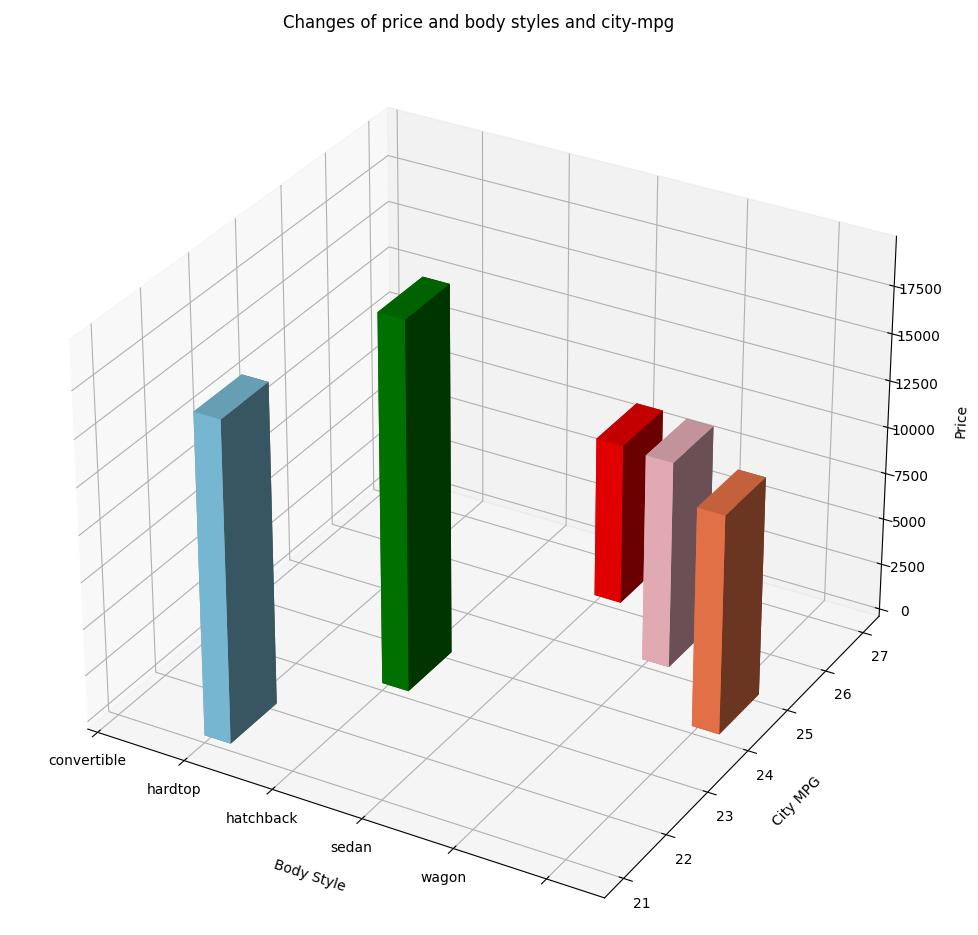 Changes of price and body styles and city-mpg
17500
15000
12500
10000
7500
5000
2500
0
Price
27
26
25
24
23
22
21
City MPG
convertible
hardtop
hatchback
sedan
wagon
Body Style